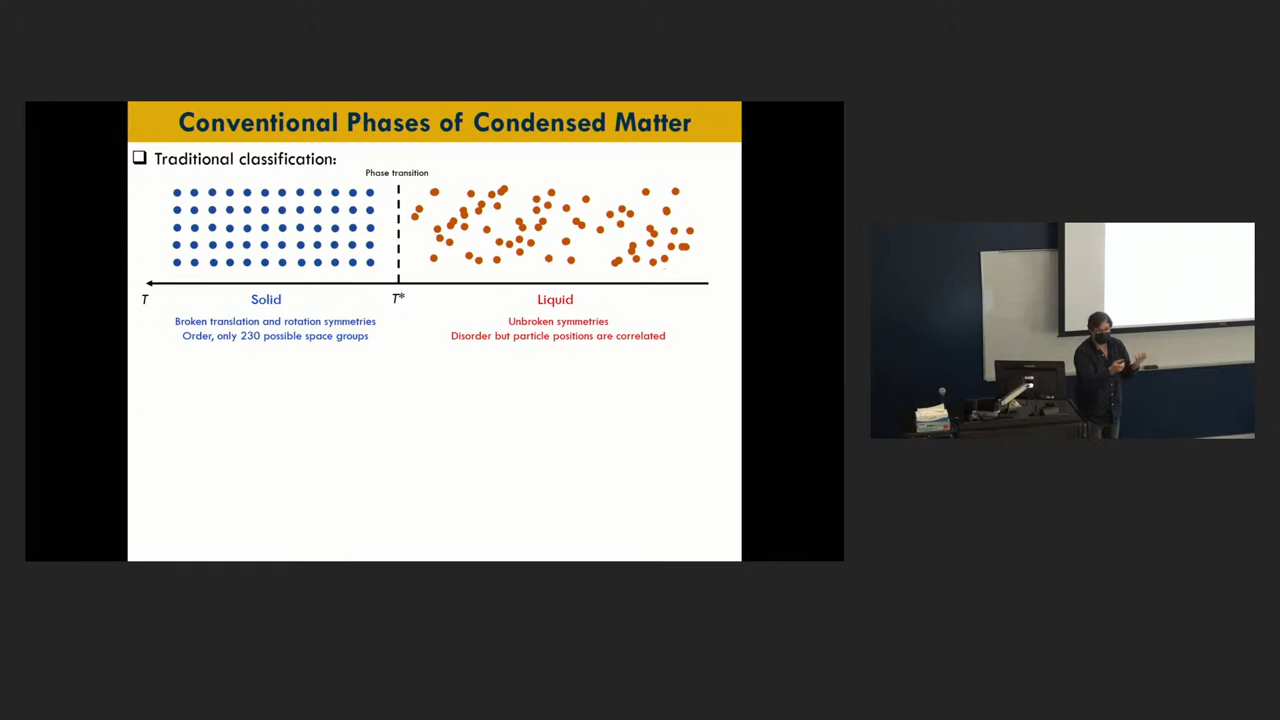 Conventional Phases of Condensed Matter
Traditional classification:
Phase transition
T
Solid
T*
Liquid
Broken translation and rotation symmetries
Order, only 230 possible space groups
Unbroken symmetries
Disorder but particle positions are correlated